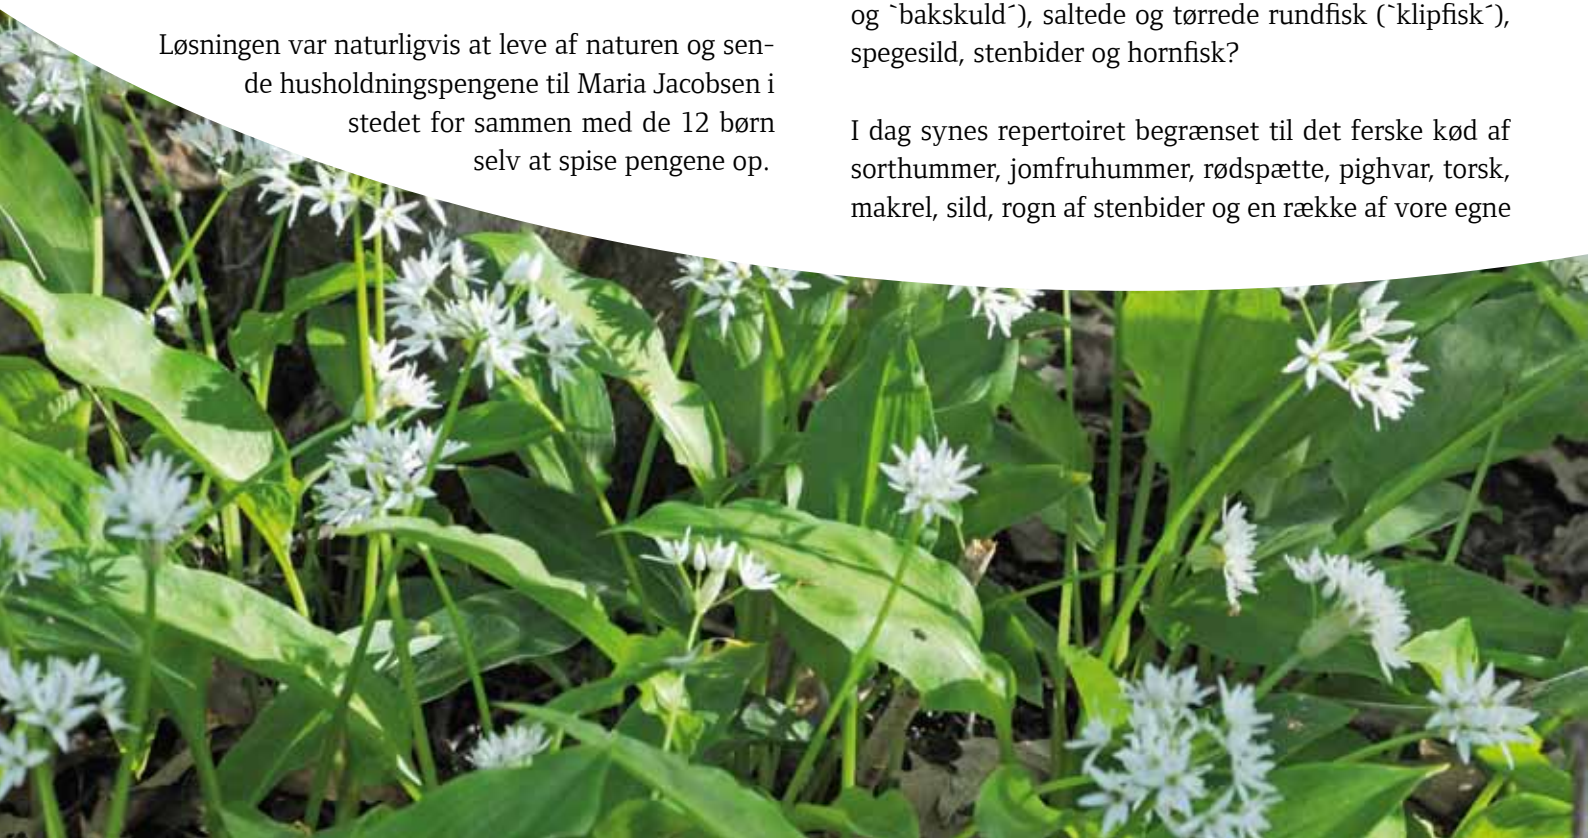 Løsningen var naturligvis at leve af naturen og sen-
de husholdningspengene til Maria Jacobsen i
stedet for sammen med de 12 børn
selv at spise pengene op.
og `bakskuld´), saltede og tørrede rundfisk (`klipfisk´),
spegesild, stenbider og hornfisk?
I dag synes repertoiret begrænset til det ferske kød af
sorthummer, jomfruhummer, rødspætte, pighvar, torsk,
makrel, sild, rogn af stenbider og en række af vore egne